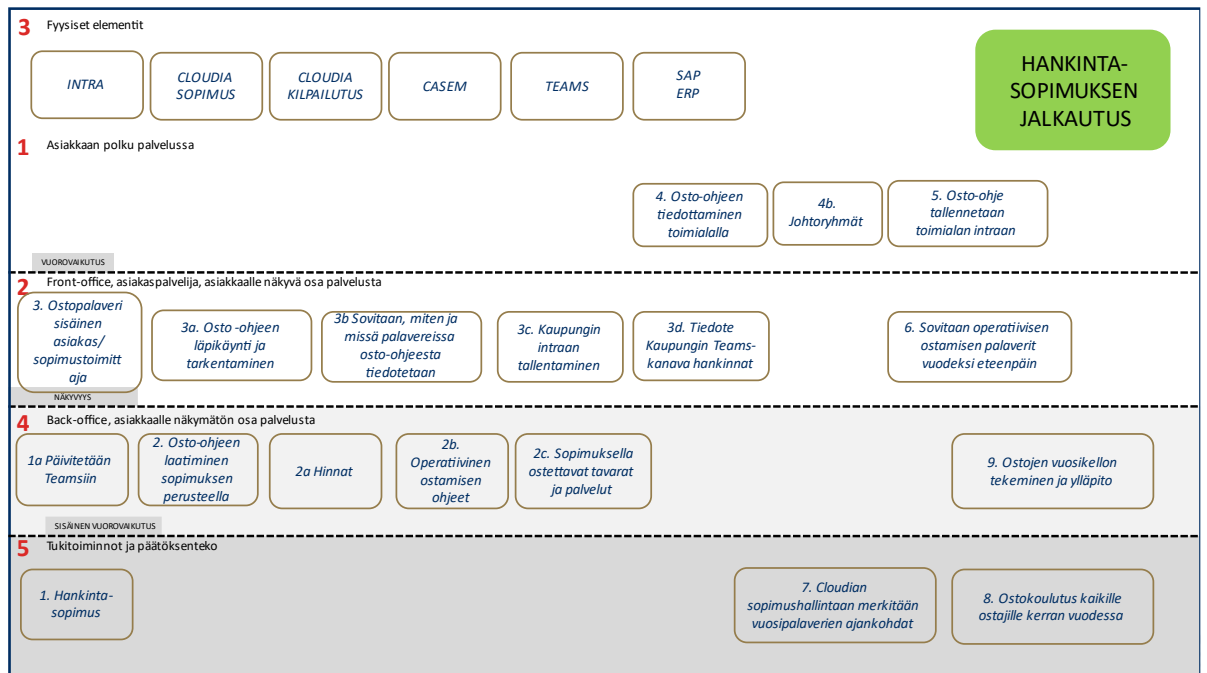 3 Fyysiset elementit
INTRA
CLOUDIA
SOPIMUS
CLOUDIA
KILPAILUTUS
CASEM
TEAMS
SAP
ERP
HANKINTA-
SOPIMUKSEN
JALKAUTUS
1 Asiakkaan polku palvelussa
4. Osto-ohjeen
tiedottaminen
toimialalla
4b.
Johtoryhmät
5. Osto-ohje
tallennetaan
toimialan intraan
VUOROVAIKUTUS
2 Front-office, asiakaspalvelija, asiakkaalle näkyvä osa palvelusta
3. Ostopalaveri
sisäinen
asiakas/
sopimustoimitt
aja
3a. Osto -ohjeen
läpikäynti ja
tarkentaminen
3b Sovitaan, miten ja
missä palavereissa
osto-ohjeesta
tiedotetaan
3c. Kaupungin
intraan
tallentaminen
3d. Tiedote
Kaupungin Teams-
kanava hankinnat
6. Sovitaan operatiivisen
ostamisen palaverit
vuodeksi eteenpäin
NÄKYVYYS
4 Back-office, asiakkaalle näkymätön osa palvelusta
1a Päivitetään
Teamsiin
2. Osto-ohjeen
laatiminen
sopimuksen
perusteella
2a Hinnat
2b.
Operatiivinen
ostamisen
ohjeet
2c. Sopimuksella
ostettavat tavarat
ja palvelut
9. Ostojen vuosikellon
tekeminen ja ylläpito
SISÄINEN VUOROVAIKUTUS
5 Tukitoiminnot ja päätöksenteko
1. Hankinta-
sopimus
7. Cloudian
sopimushallintaan merkitään
vuosipalaverien ajankohdat
8. Ostokoulutus kaikille
ostajille kerran vuodessa